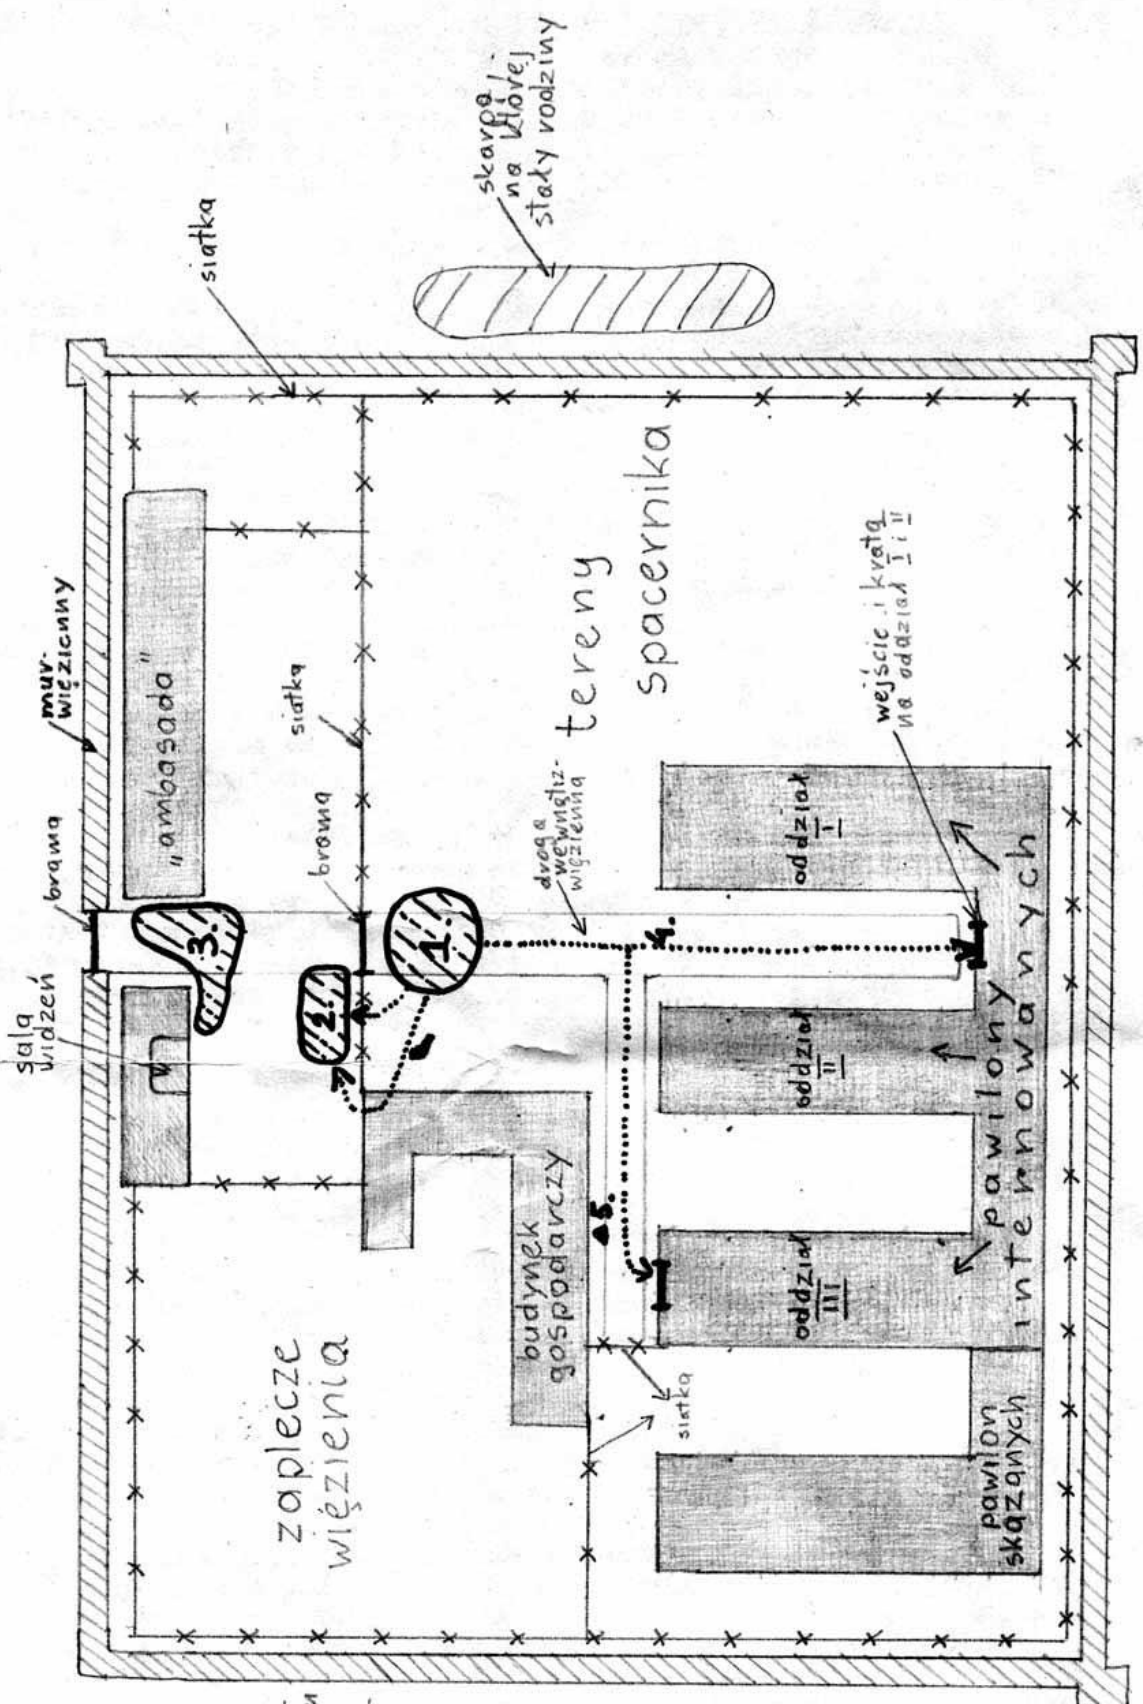 skarpa
na której
stały rodziny
siatka
mur
więzienny
brama
sala
widzeń
„ambasada"
siatka
brama
3.
2.
1
tereny
spacernika
droga
wewnątrz-
więzienna
4.
5.
wejście i krata
na oddział I i II
oddział
I
oddział
II
oddział
III
pawilony
internowanych
budynek
gospodarczy
zaplecze
więzienia
siatka
pawilon
skazanych